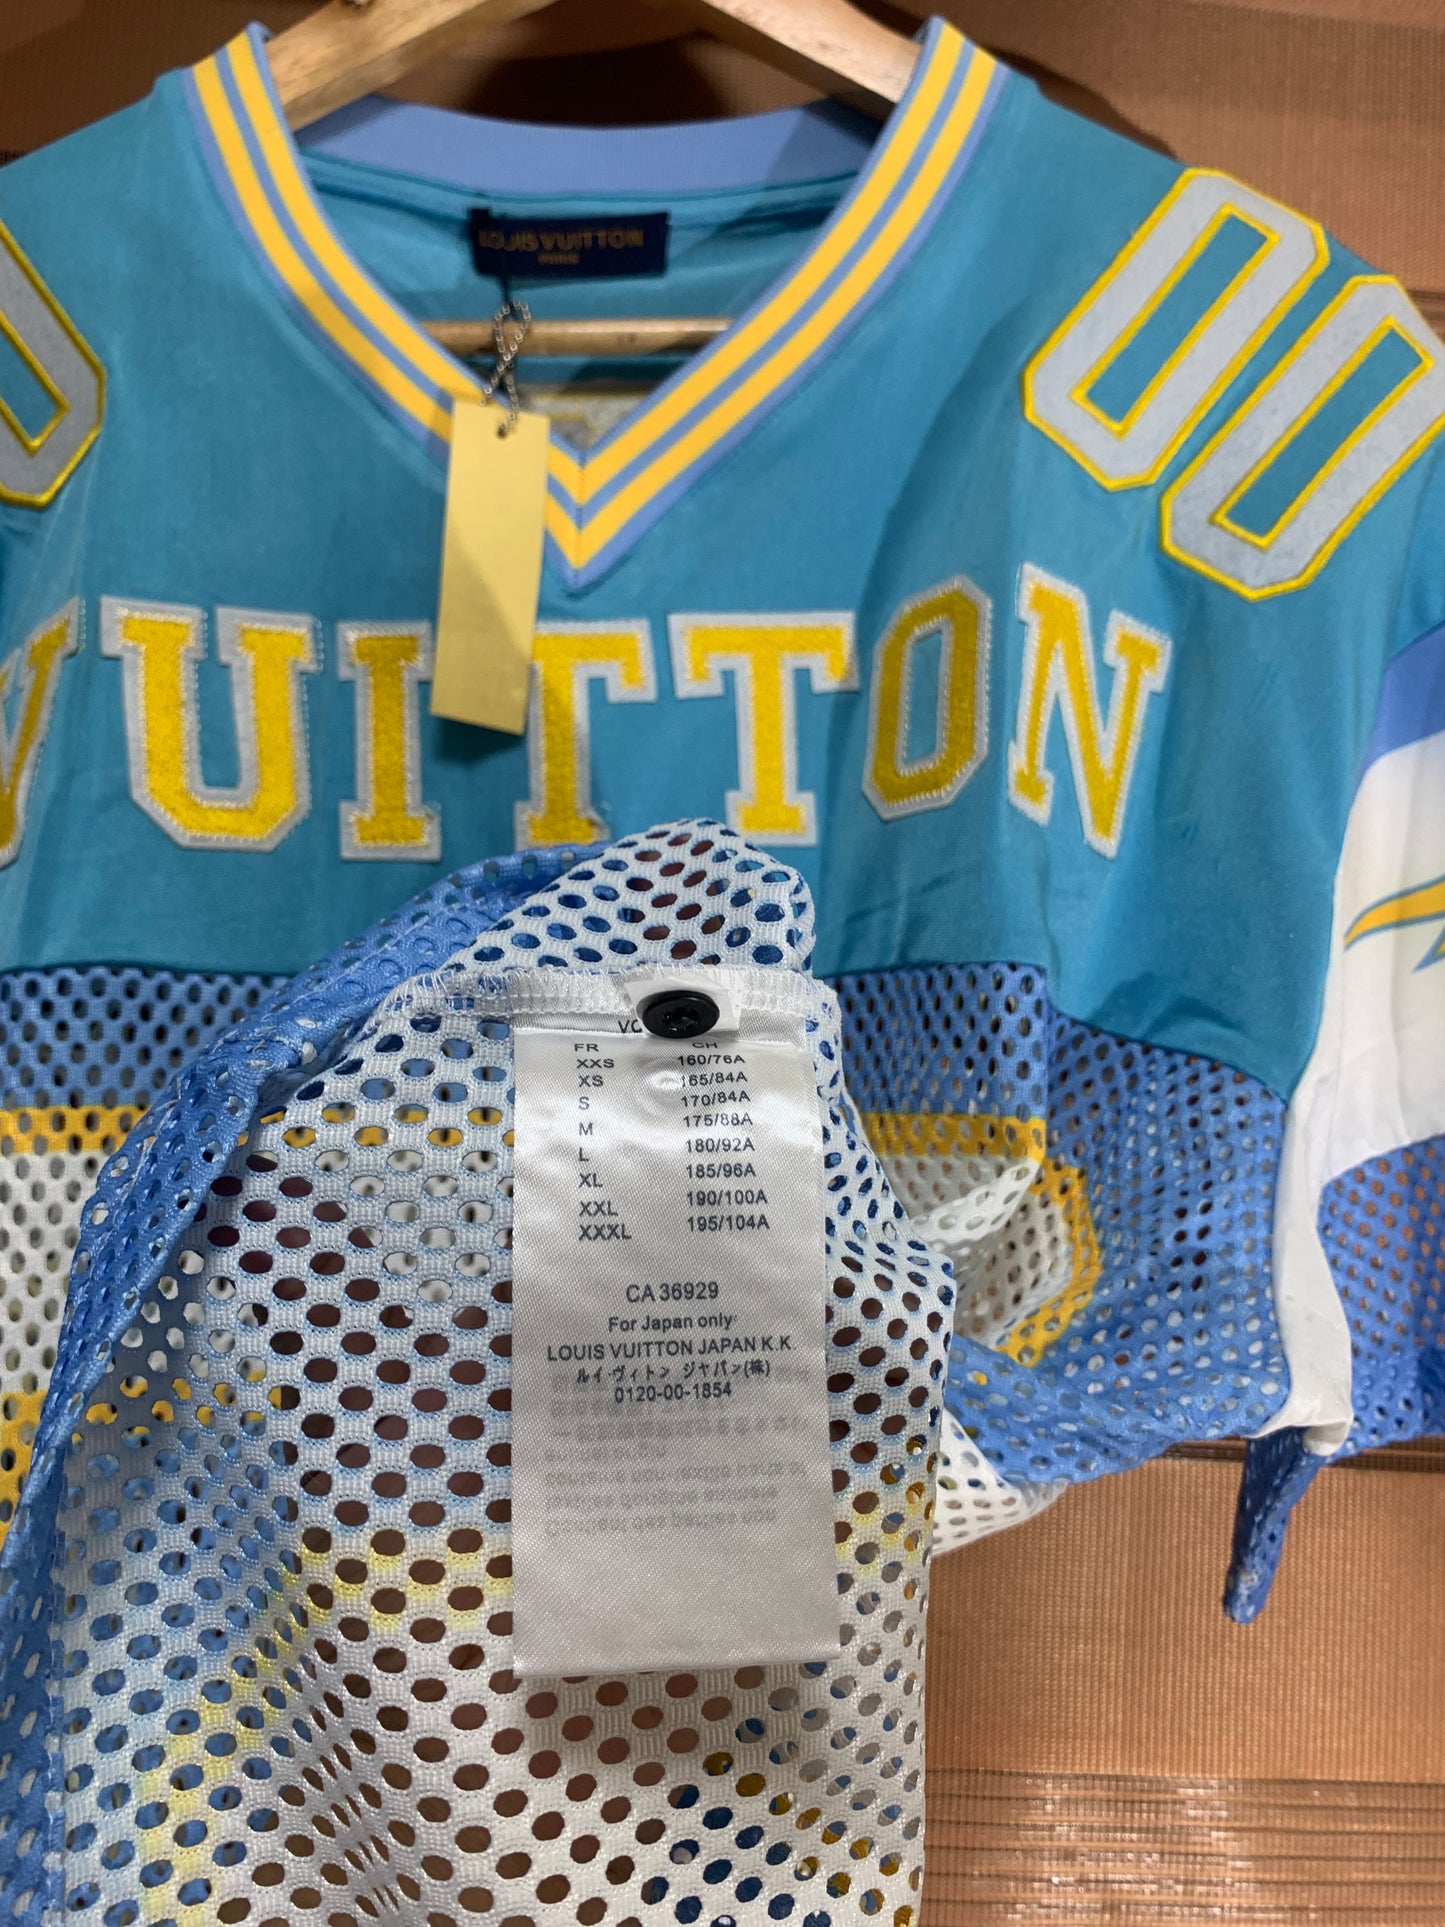 LOUIS VUITTON
PARIS
00
VUITTON
FR CH
XXS 160/76A
XS 165/84A
S 170/84A
M 175/88A
L 180/92A
XL 185/96A
XXL 190/100A
XXXL 195/104A
CA 36929
For Japan only
LOUIS VUITTON JAPAN K.K
ルイ・ヴィトン ジャパン(株)
0120-00-1854